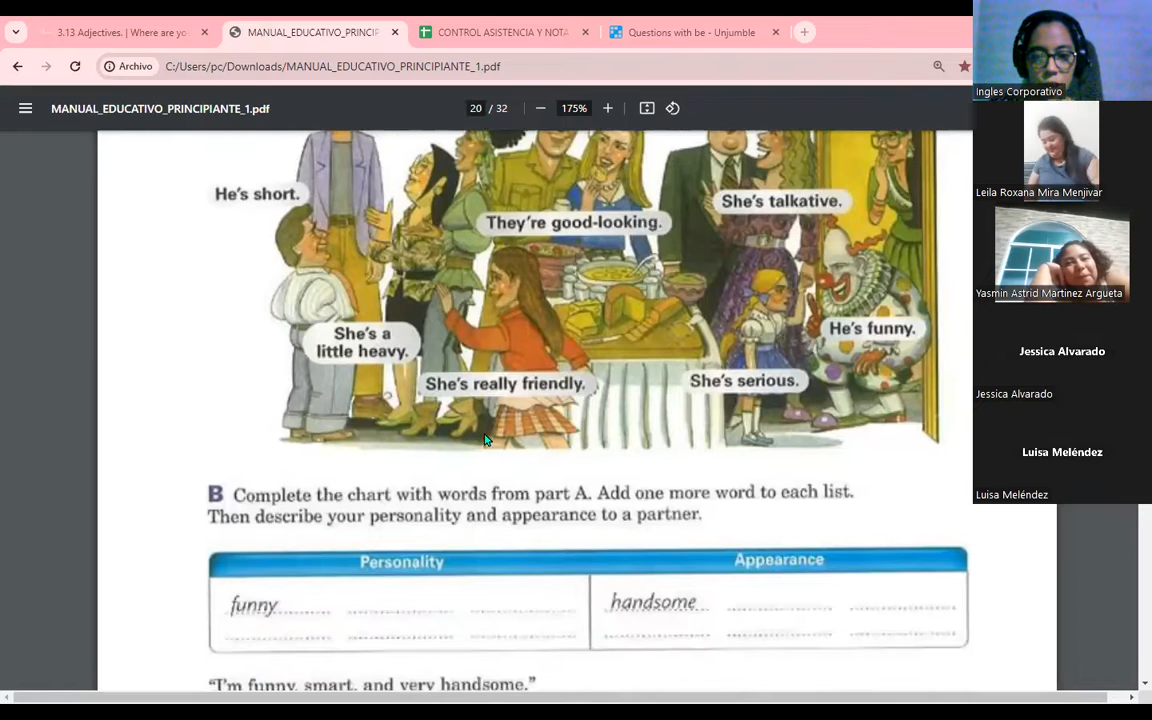 3.13 Adjectives. | Where are yo
MANUAL_EDUCATIVO_PRINCIP
CONTROL ASISTENCIA Y NOTA
Questions with be - Unjumble
Archivo
C:/Users/pc/Downloads/MANUAL_EDUCATIVO_PRINCIPIANTE_1.pdf
MANUAL_EDUCATIVO_PRINCIPIANTE_1.pdf
20 / 32
175%
He's short.
They're good-looking.
She's talkative.
She's a
little heavy.
She's really friendly.
She's serious.
He's funny.
B Complete the chart with words from part A. Add one more word to each list.
Then describe your personality and appearance to a partner.
Personality
Appearance
funny
handsome
"I'm funny, smart, and very handsome."
Ingles Corporativo
Leila Roxana Mira Menjivar
Yasmin Astrid Martinez Argueta
Jessica Alvarado
Jessica Alvarado
Luisa Meléndez
Luisa Meléndez